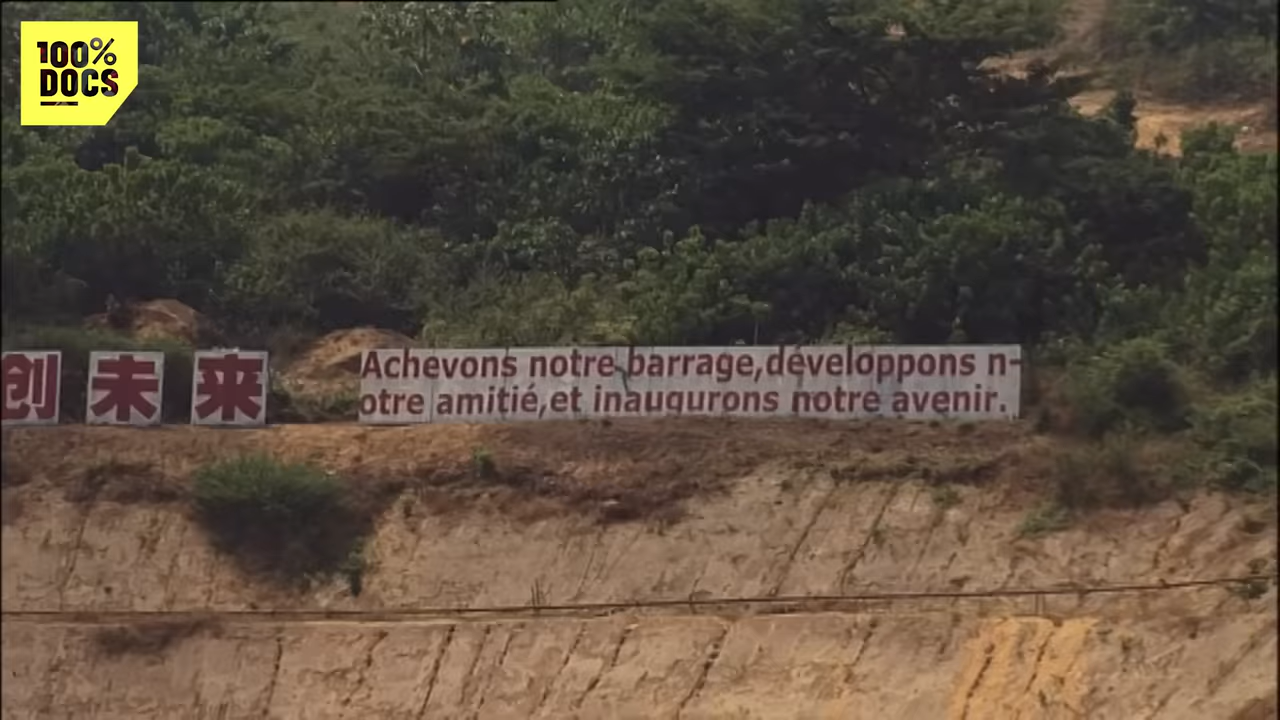 100%
DOCS
创未来
Achevons notre barrage,développons n-
otre amitié,et inaugurons notre avenir.